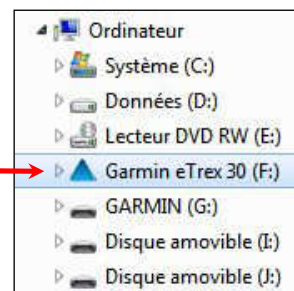 Ordinateur
Système (C:)
Données (D:)
Lecteur DVD RW (E:)
Garmin eTrex 30 (F:)
GARMIN (G:)
Disque amovible (I:)
Disque amovible (J:)